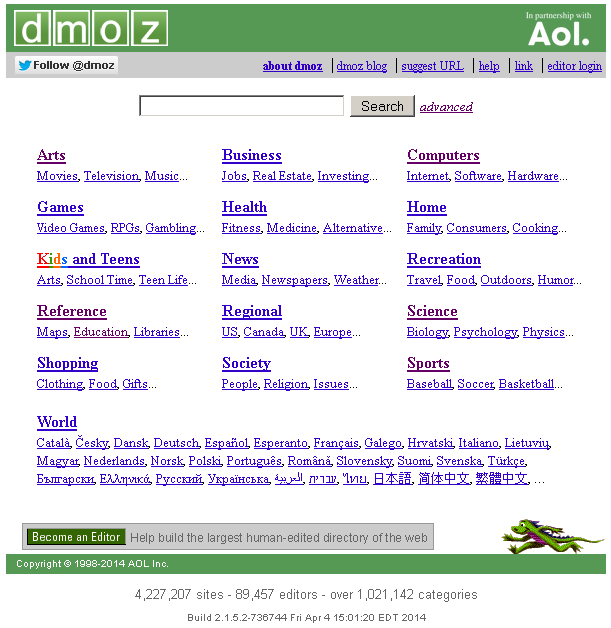 dmoz
In partnership with
Aol.
Follow @dmoz
about dmoz | dmoz blog | suggest URL | help | link | editor login
Search advanced
Arts
Movies, Television, Music...
Business
Jobs, Real Estate, Investing...
Computers
Internet, Software, Hardware...
Games
Video Games, RPGs, Gambling...
Health
Fitness, Medicine, Alternative...
Home
Family, Consumers, Cooking...
Kids and Teens
Arts, School Time, Teen Life...
News
Media, Newspapers, Weather...
Recreation
Travel, Food, Outdoors, Humor...
Reference
Maps, Education, Libraries...
Regional
US, Canada, UK, Europe...
Science
Biology, Psychology, Physics...
Shopping
Clothing, Food, Gifts...
Society
People, Religion, Issues...
Sports
Baseball, Soccer, Basketball...
World
Català, Česky, Dansk, Deutsch, Español, Esperanto, Français, Galego, Hrvatski, Italiano, Lietuvių,
Magyar, Nederlands, Norsk, Polski, Português, Română, Slovensky, Suomi, Svenska, Türkçe,
Български, Ελληνικά, Русский, Українська, العربية, עברית, ไทย, 日本語, 简体中文, 繁體中文, ...
Become an Editor Help build the largest human-edited directory of the web
Copyright © 1998-2014 AOL Inc.
4,227,207 sites - 89,457 editors - over 1,021,142 categories
Build 2.1.5.2-736744 Fri Apr 4 15:01:20 EDT 2014